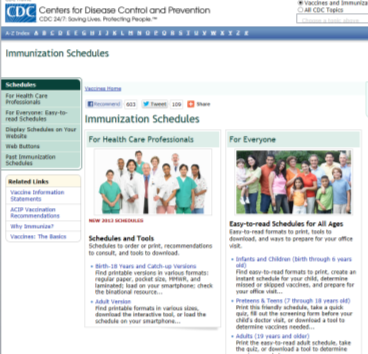 CDC
Centers for Disease Control and Prevention
CDC 24/7: Saving Lives. Protecting People.™
Vaccines and Immuniza
All CDC Topics
A-Z Index A B C D E F G H I J K L M N O P Q R S T U V W X Y Z #
Immunization Schedules
Schedules
For Health Care
Professionals
For Everyone: Easy-to-
read Schedules
Display Schedules on Your
Website
Web Buttons
Past Immunization
Schedules
Related Links
Vaccine Information
Statements
ACIP Vaccination
Recommendations
Why Immunize?
Vaccines: The Basics
Vaccines Home
Recommend 603 Tweet 109 Share
Immunization Schedules
For Health Care Professionals
NEW 2013 SCHEDULES
Schedules and Tools
Schedules to order or print, recommendations
to consult, and tools to download.
• Birth-18 Years and Catch-up Versions
Find printable versions in various formats:
regular paper, pocket size, MMWR, and
laminated; load on your smartphone; check
the binational resource...
• Adult Version
Find printable formats in various sizes,
download the interactive tool, or load the
schedule on your smartphone...
For Everyone
Easy-to-read Schedules for All Ages
Easy-to-read formats to print, tools to
download, and ways to prepare for your office
visit.
• Infants and Children (birth through 6 years
old)
Find easy-to-read formats to print, create an
instant schedule for your child, determine
missed or skipped vaccines, and prepare for
your office visit...
• Preteens & Teens (7 through 18 years old)
Print this friendly schedule, take a quick
quiz, fill out the screening form before your
child's doctor visit, or download a tool to
determine vaccines needed...
• Adults (19 years and older)
Print the easy-to-read adult schedule, take
the quiz, or download a tool to determine